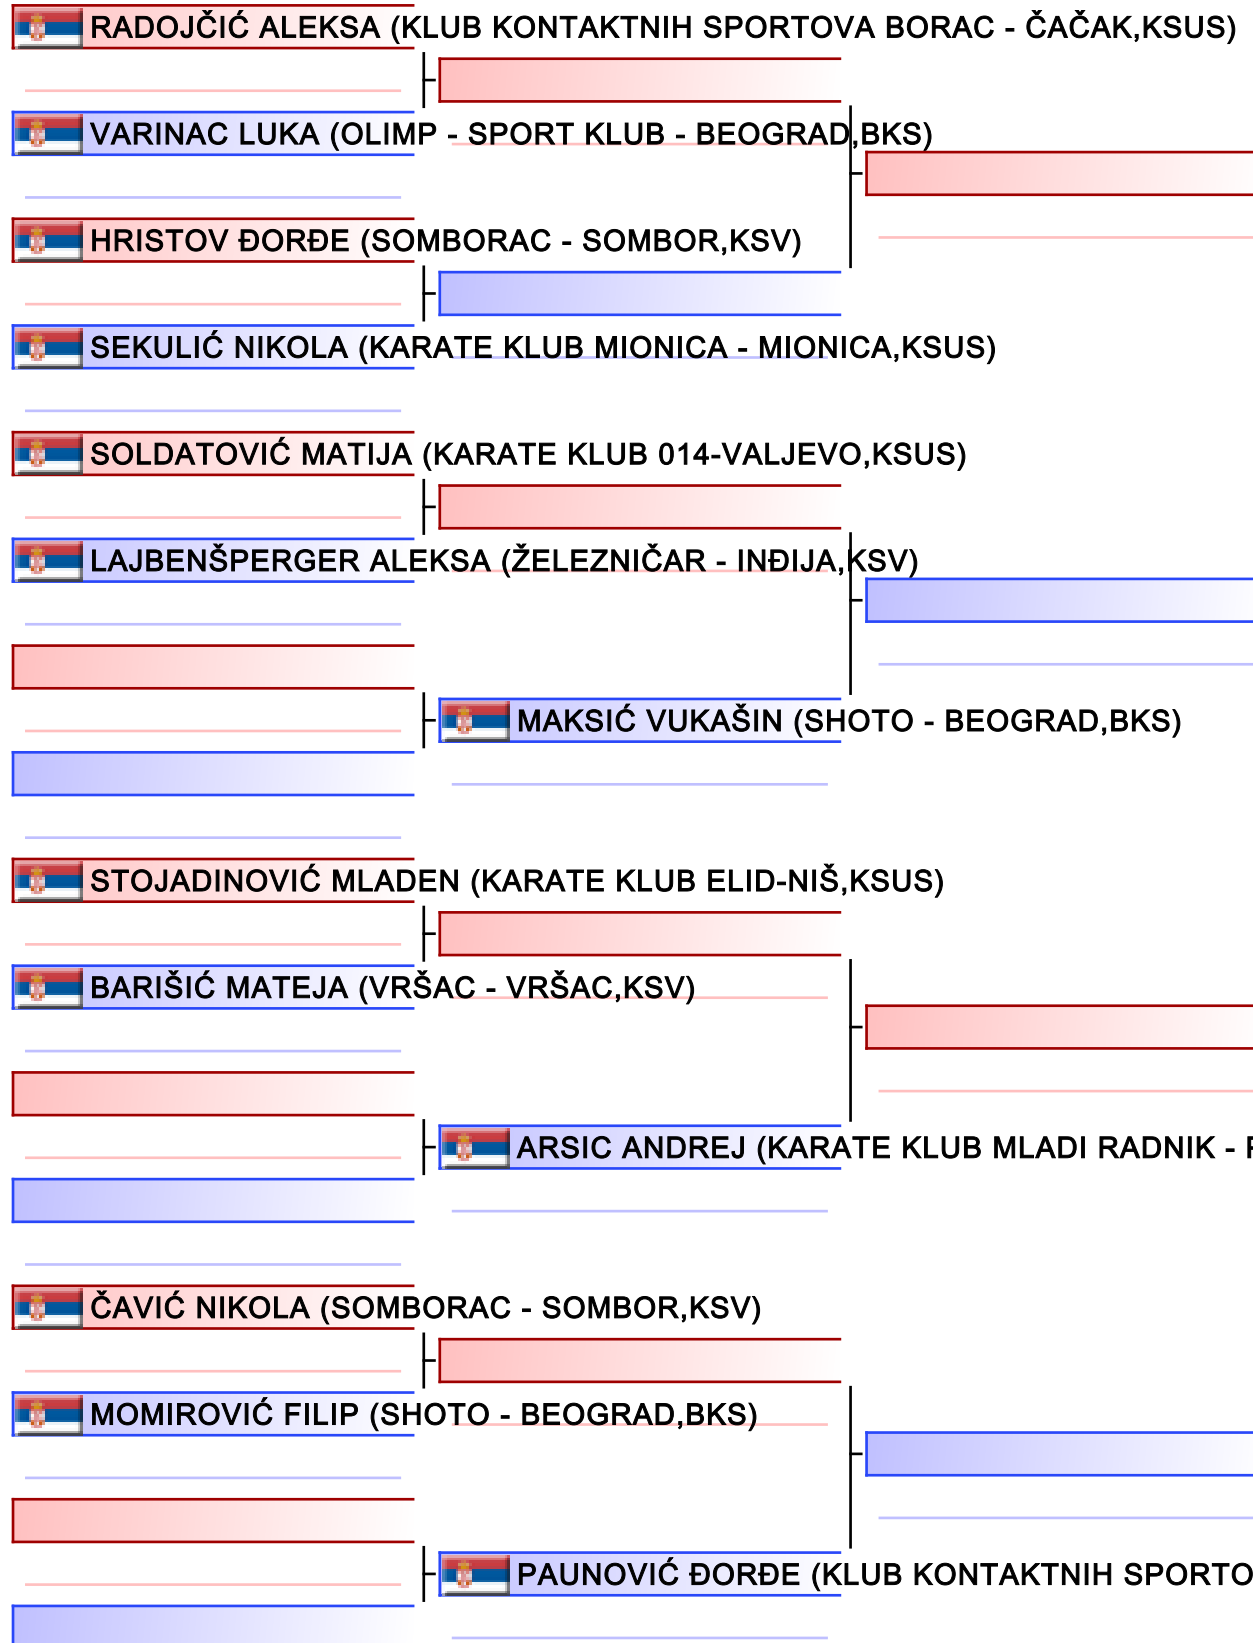 RADOJČIĆ ALEKSA (KLUB KONTAKTNIH SPORTOVA BORAC - ČAČAK,KSUS)
VARINAC LUKA (OLIMP - SPORT KLUB - BEOGRAD,BKS)
HRISTOV ĐORĐE (SOMBORAC - SOMBOR,KSV)
SEKULIĆ NIKOLA (KARATE KLUB MIONICA - MIONICA,KSUS)
SOLDATOVIĆ MATIJA (KARATE KLUB 014-VALJEVO,KSUS)
LAJBENŠPERGER ALEKSA (ŽELEZNIČAR - INĐIJA,KSV)
MAKSIĆ VUKAŠIN (SHOTO - BEOGRAD,BKS)
STOJADINOVIĆ MLADEN (KARATE KLUB ELID-NIŠ,KSUS)
BARIŠIĆ MATEJA (VRŠAC - VRŠAC,KSV)
ARSIC ANDREJ (KARATE KLUB MLADI RADNIK -
ČAVIĆ NIKOLA (SOMBORAC - SOMBOR,KSV)
MOMIROVIĆ FILIP (SHOTO - BEOGRAD,BKS)
PAUNOVIĆ ĐORĐE (KLUB KONTAKTNIH SPORTO